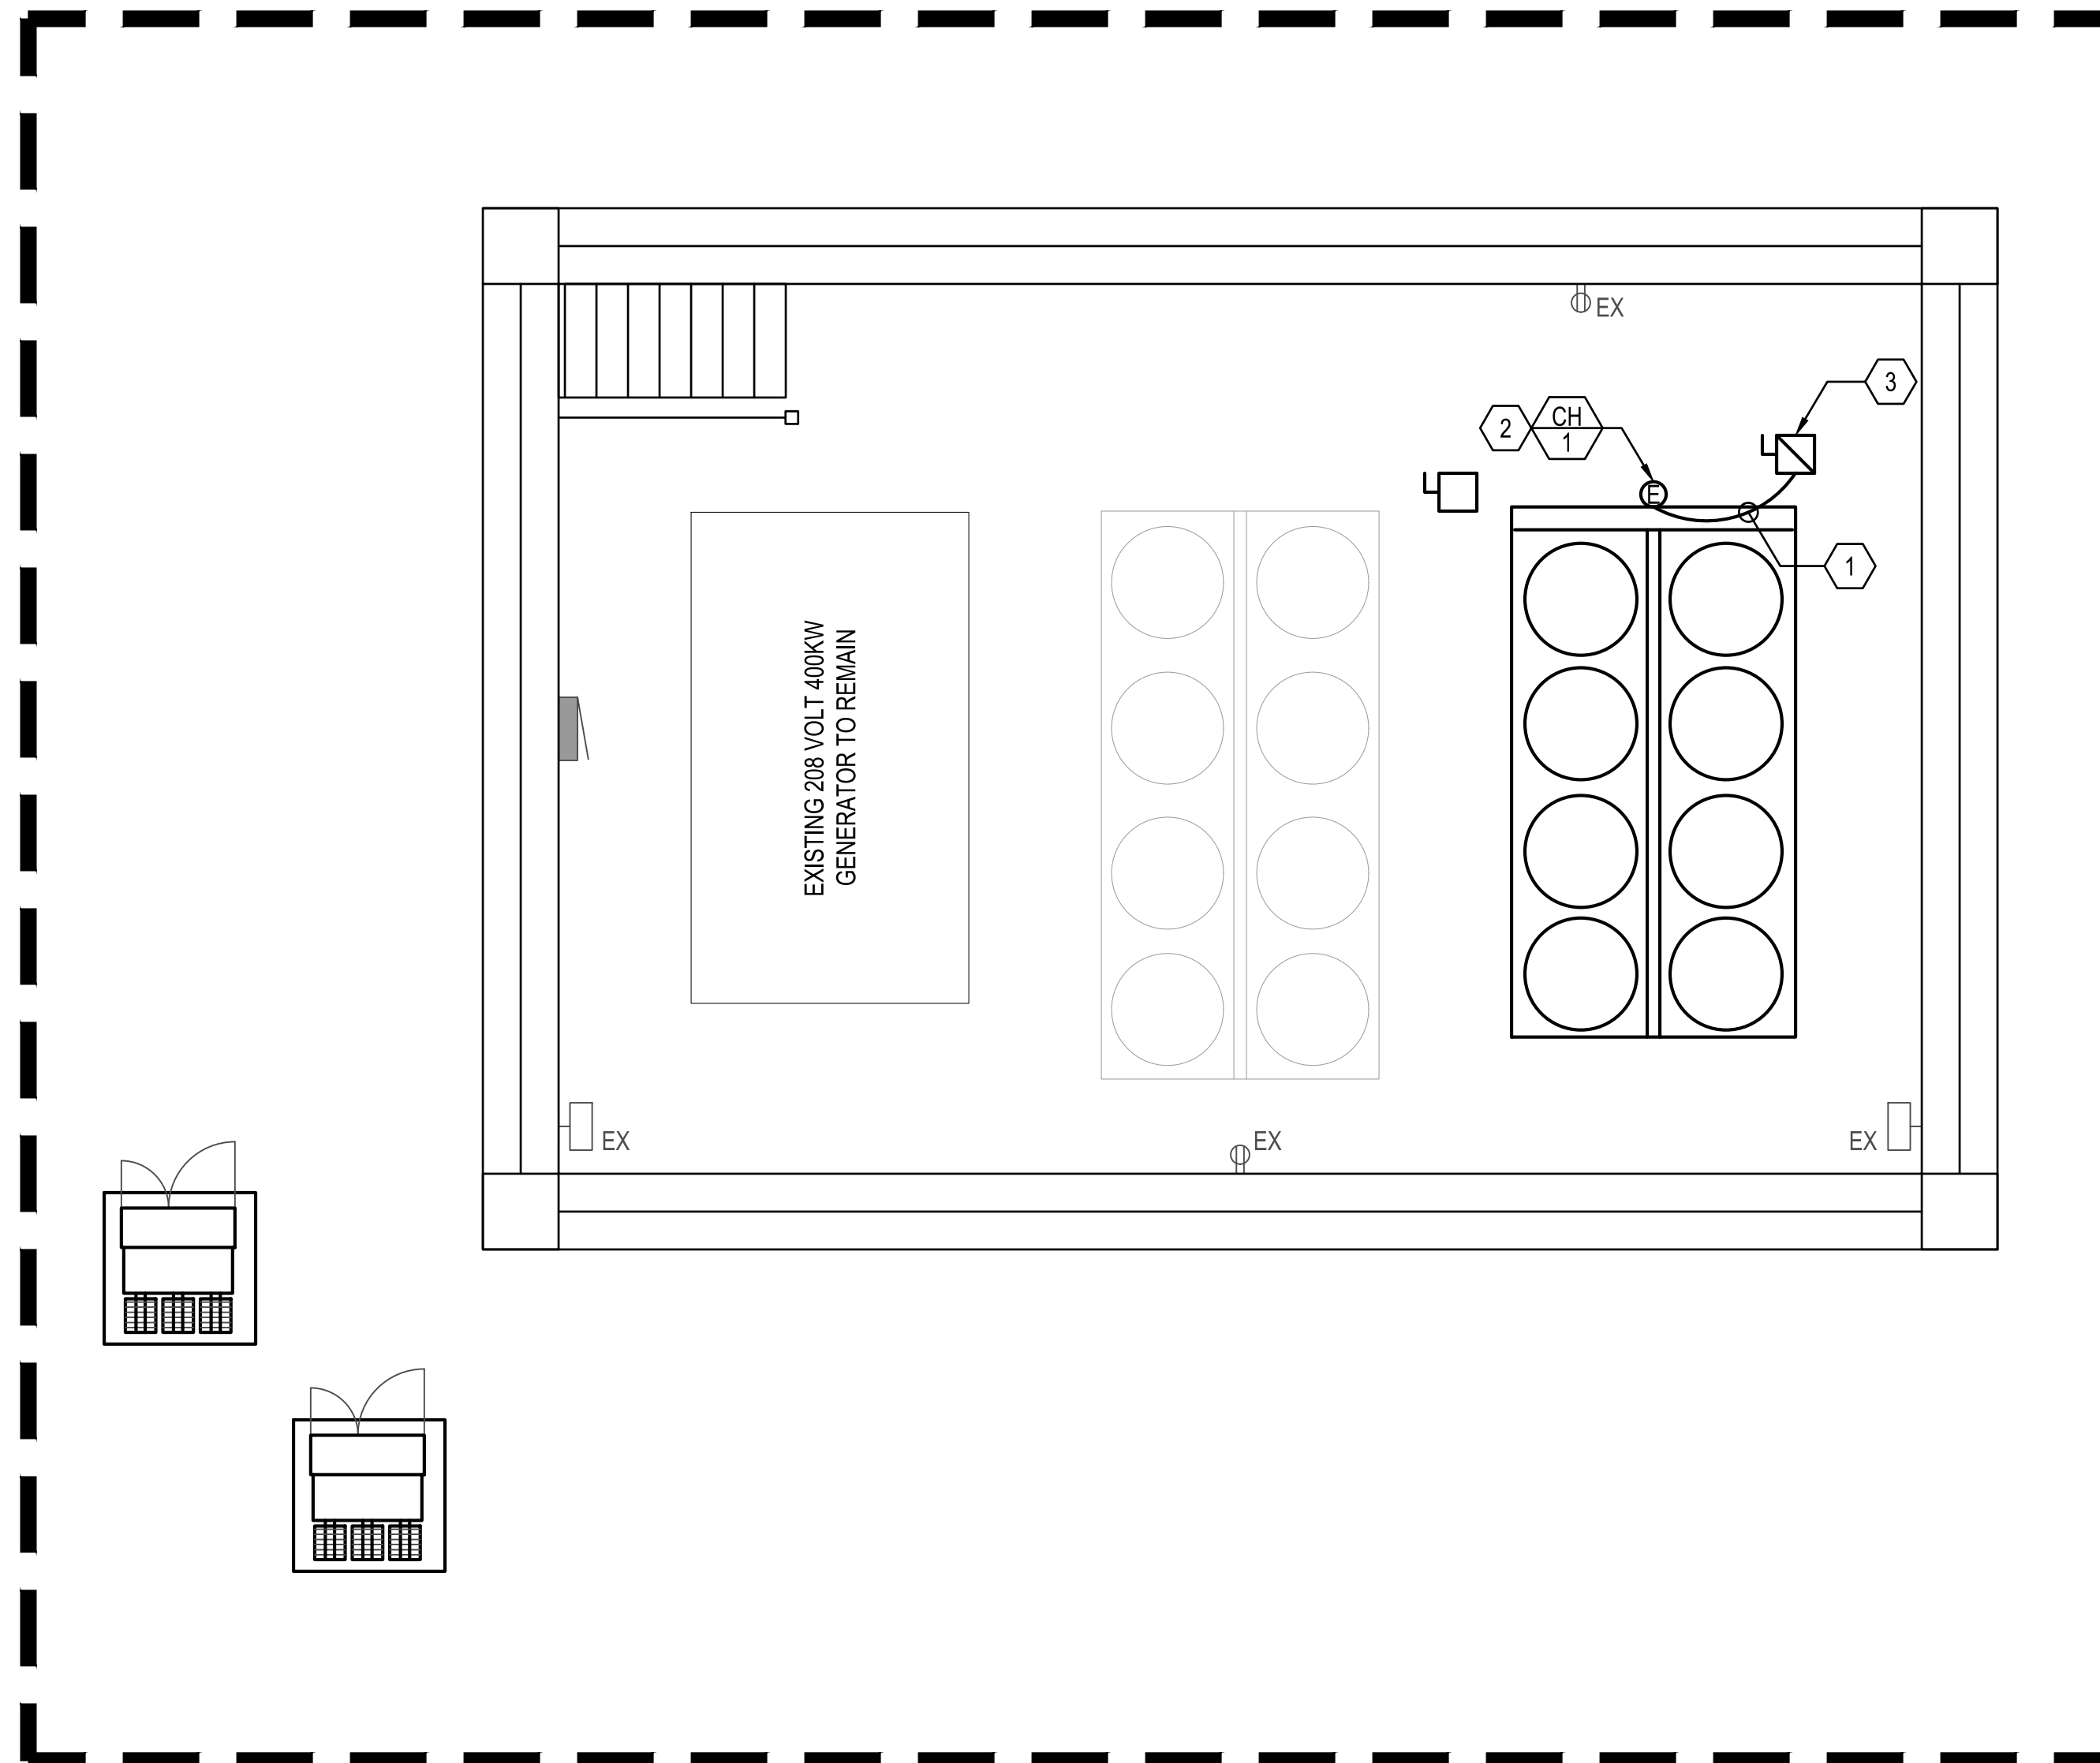 EX
3
2
CH
1
E
1
EXISTING 208 VOLT 400KW
GENERATOR TO REMAIN
EX
EX
EX